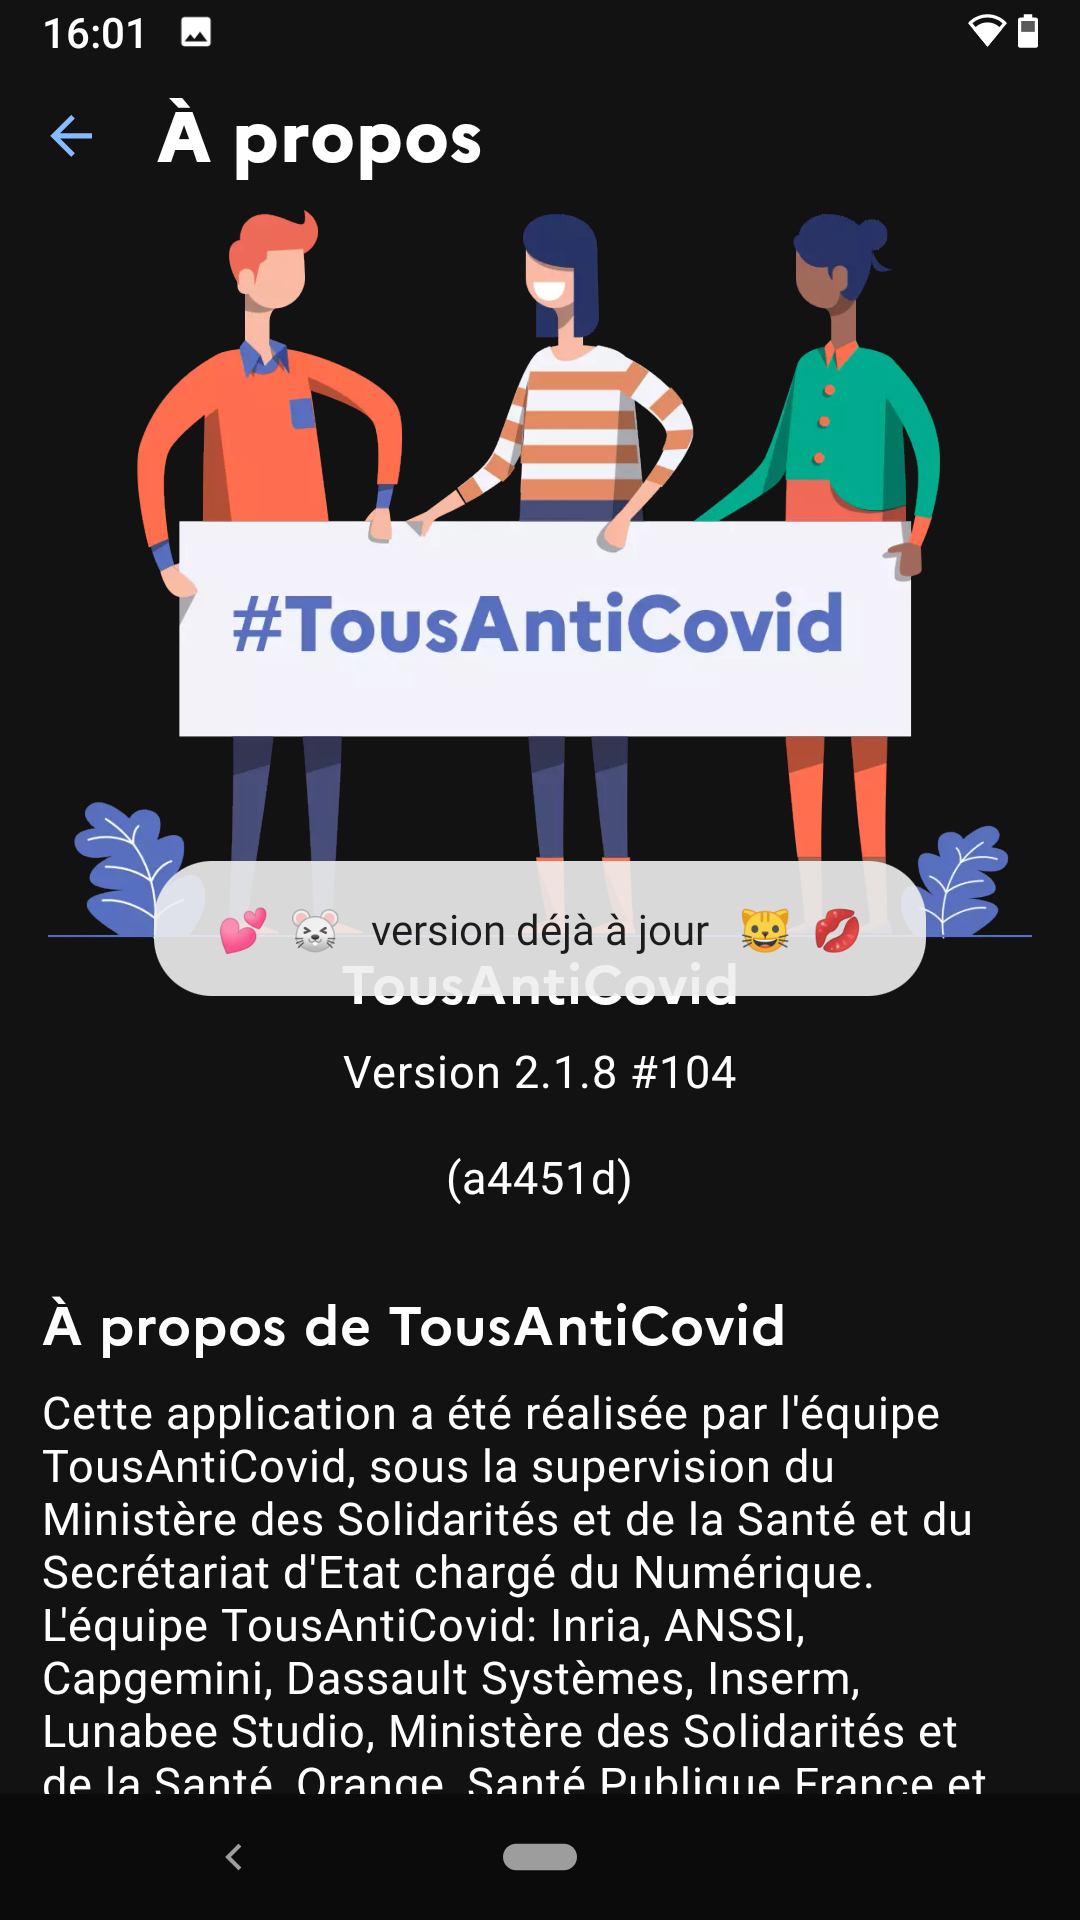 16:01
À propos
#TousAntiCovid
💕 🐭 version déjà à jour 😺 💋
TousAntiCovid
Version 2.1.8 #104
(a4451d)
À propos de TousAntiCovid
Cette application a été réalisée par l'équipe
TousAntiCovid, sous la supervision du
Ministère des Solidarités et de la Santé et du
Secrétariat d'Etat chargé du Numérique.
L'équipe TousAntiCovid: Inria, ANSSI,
Capgemini, Dassault Systèmes, Inserm,
Lunabee Studio, Ministère des Solidarités et
de la Santé, Orange, Santé Publique France et